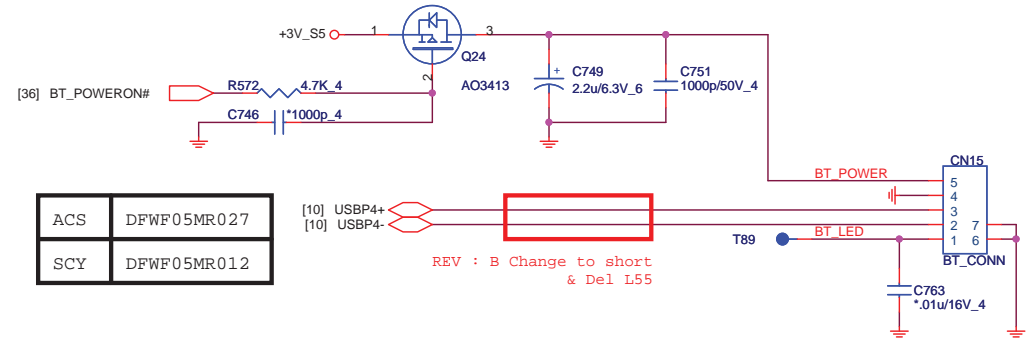 +3V_S5
1
3
Q24
AO3413
2
[36] BT_POWERON#
R572
4.7K_4
C746
*1000p_4
+
C749
2.2u/6.3V_6
C751
1000p/50V_4
CN15
BT_POWER
5
4
3
2 7
1 6
BT_CONN
[10] USBP4+
[10] USBP4-
T89
BT_LED
REV : B Change to short
& Del L55
C763
*.01u/16V_4
ACS DFWF05MR027
SCY DFWF05MR012